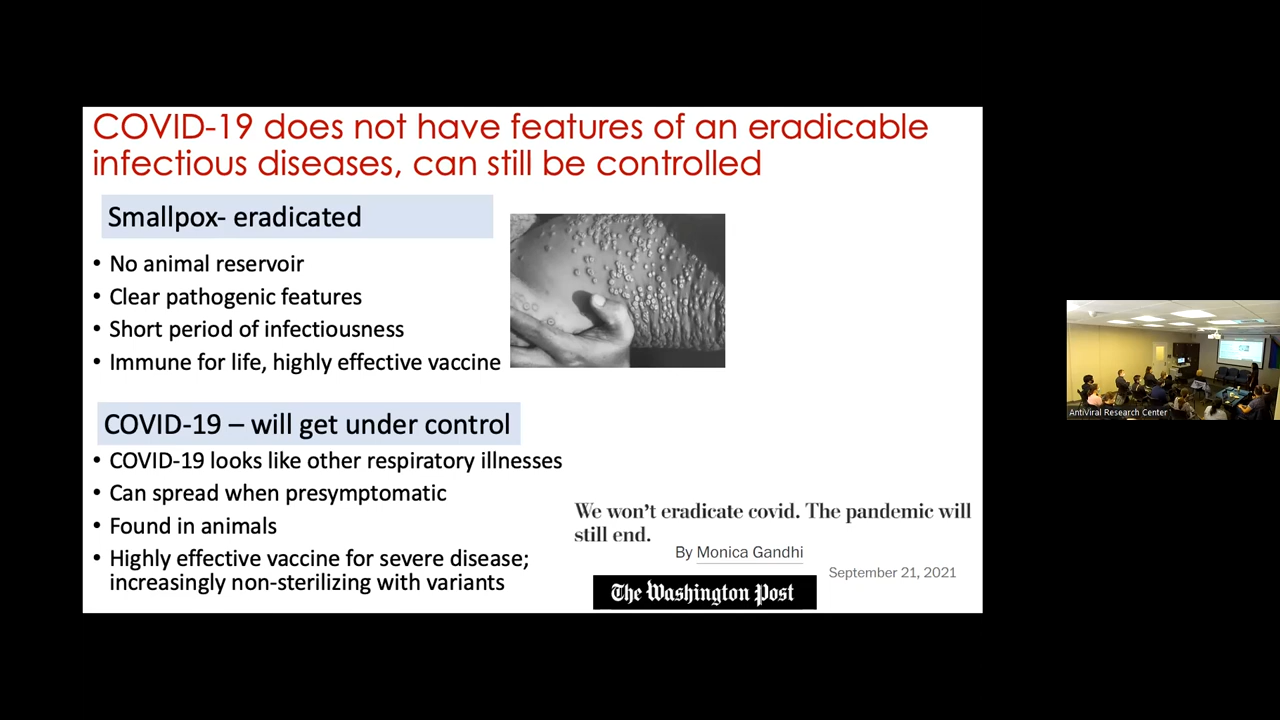 COVID-19 does not have features of an eradicable
infectious diseases, can still be controlled
Smallpox- eradicated
• No animal reservoir
• Clear pathogenic features
• Short period of infectiousness
• Immune for life, highly effective vaccine
COVID-19 – will get under control
• COVID-19 looks like other respiratory illnesses
• Can spread when presymptomatic
• Found in animals
• Highly effective vaccine for severe disease;
increasingly non-sterilizing with variants
We won't eradicate covid. The pandemic will
still end.
By Monica Gandhi
September 21, 2021
The Washington Post
AntiViral Research Center